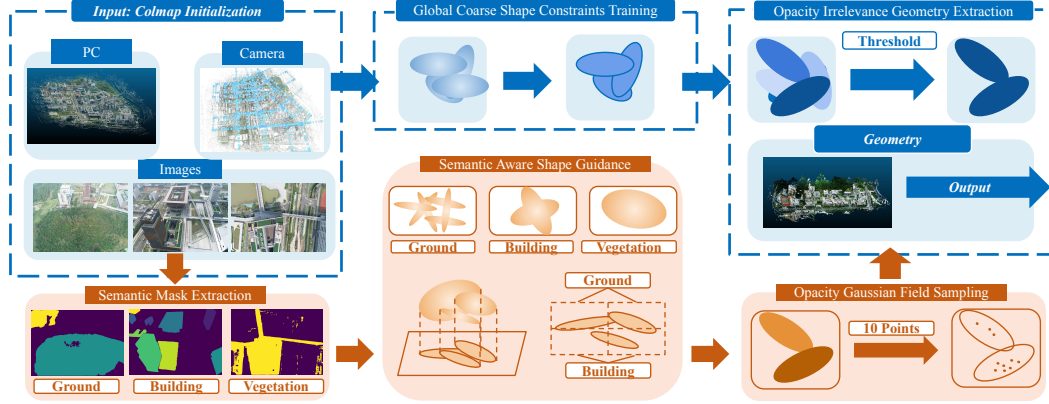 Input: Colmap Initialization
PC
Camera
Images
Global Coarse Shape Constraints Training
Opacity Irrelevance Geometry Extraction
Threshold
Geometry
Output
Semantic Mask Extraction
Ground
Building
Vegetation
Semantic Aware Shape Guidance
Ground
Building
Vegetation
Ground
Building
Opacity Gaussian Field Sampling
10 Points